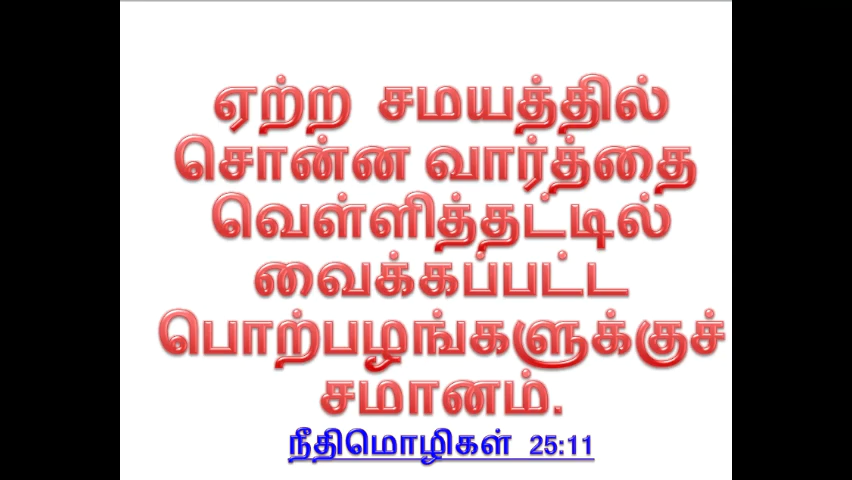 ஏற்ற சமயத்தில்
சொன்ன வார்த்தை
வெள்ளித்தட்டில்
வைக்கப்பட்ட
பொற்பழங்களுக்குச்
சமானம்.
நீதிமொழிகள் 25:11